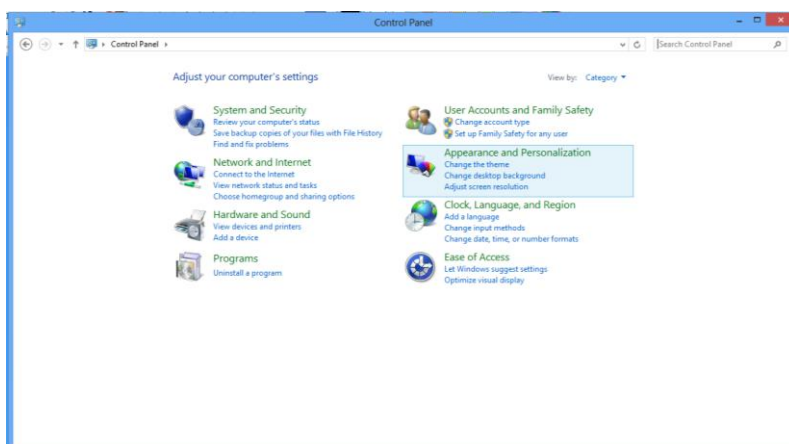 Control Panel
Control Panel
Search Control Panel
Adjust your computer's settings
View by: Category
System and Security
Review your computer's status
Save backup copies of your files with File History
Find and fix problems
Network and Internet
Connect to the Internet
View network status and tasks
Choose homegroup and sharing options
Hardware and Sound
View devices and printers
Add a device
Programs
Uninstall a program
User Accounts and Family Safety
Change account type
Set up Family Safety for any user
Appearance and Personalization
Change the theme
Change desktop background
Adjust screen resolution
Clock, Language, and Region
Add a language
Change input methods
Change date, time, or number formats
Ease of Access
Let Windows suggest settings
Optimize visual display